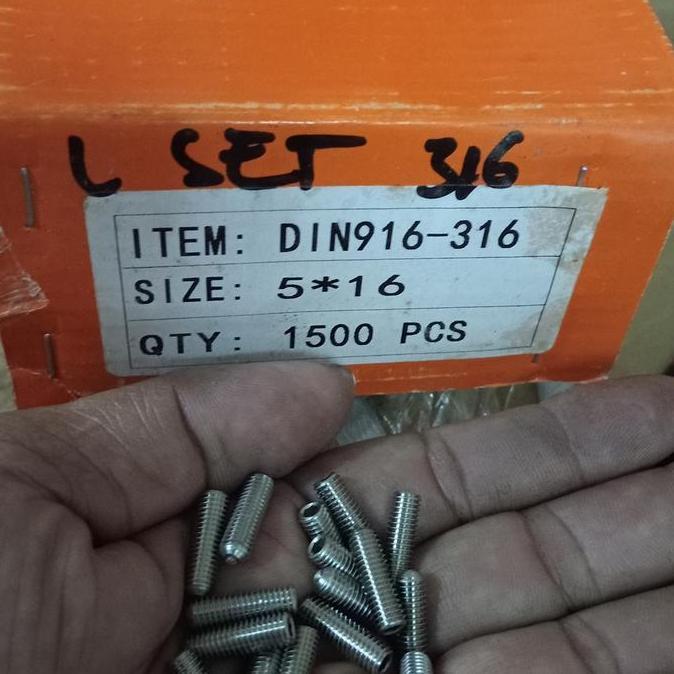 L SET 316
ITEM: DIN916-316
SIZE: 5*16
QTY: 1500 PCS